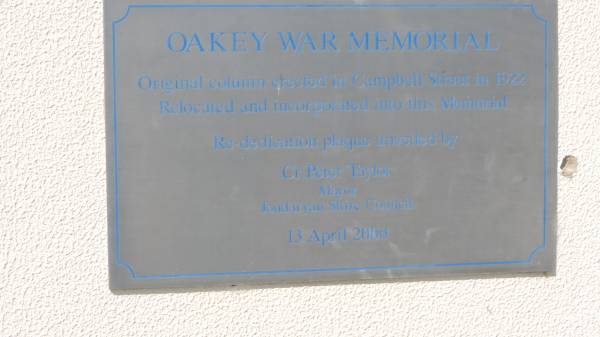 OAKEY WAR MEMORIAL
Original column erected in Campbell Street in 1922
Relocated and incorporated into this Memorial
Re-dedication plaque unveiled by
Cr Peter Taylor
Mayor
Jondaryan Shire Council
13 April 2000